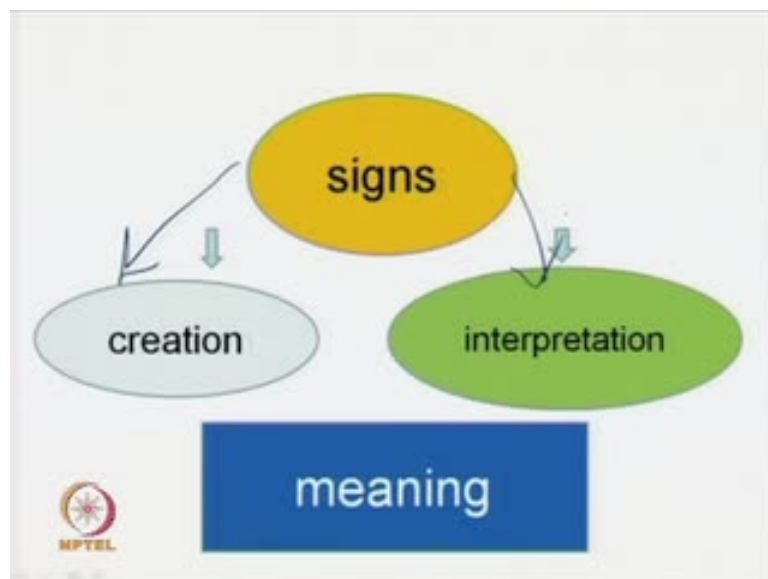 signs
creation
interpretation
meaning
NPTEL